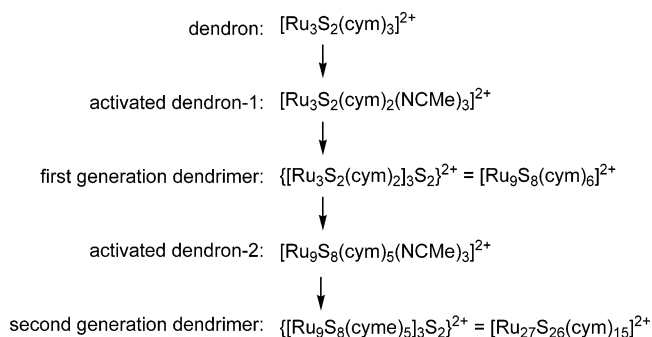 dendron: [Ru₃S₂(cym)₃]²⁺
activated dendron-1: [Ru₃S₂(cym)₂(NCMe)₃]²⁺
first generation dendrimer: {[Ru₃S₂(cym)₂]₃S₂}²⁺ = [Ru₉S₈(cym)₆]²⁺
activated dendron-2: [Ru₉S₈(cym)₅(NCMe)₃]²⁺
second generation dendrimer: {[Ru₉S₈(cyme)₅]₃S₂}²⁺ = [Ru₂₇S₂₆(cym)₁₅]²⁺